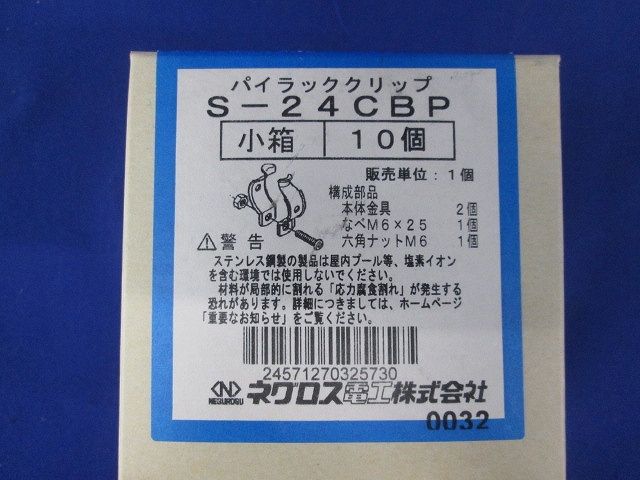 パイラッククリップ
S－24CBP
小箱 10個
販売単位：1個
構成部品
本体金具 2個
なべM6×25 1個
六角ナットM6 1個
⚠警告
ステンレス鋼製の製品は屋内プール等、塩素イオン
を含む環境では使用しないでください。
材料が局部的に割れる「応力腐食割れ」が発生する
恐れがあります。詳細につきましては、ホームページ
「重要なお知らせ」をご覧ください。
24571270325730
NEGUROSU ネグロス電工株式会社
0032